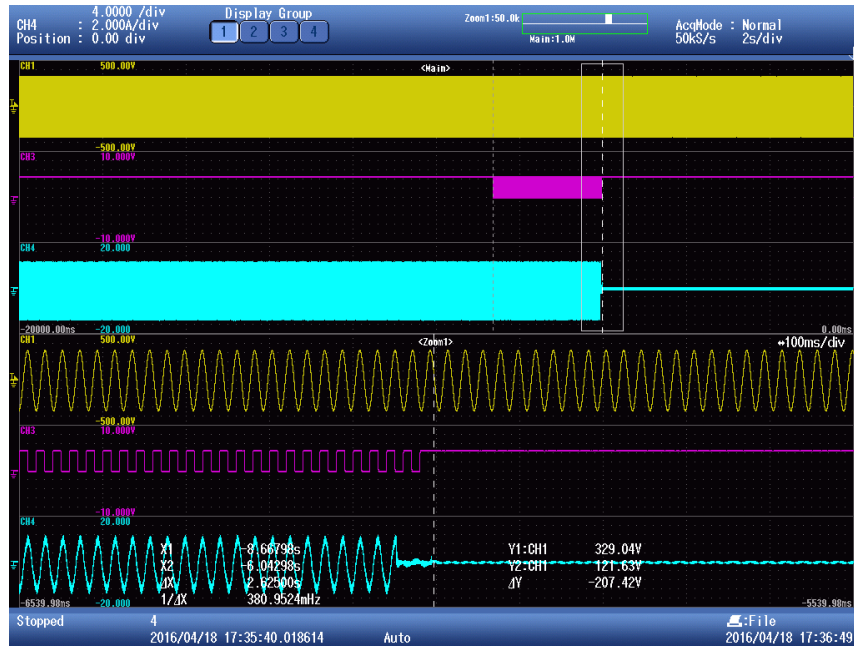 4.0000 /div
CH4 : 2.000A/div
Position : 0.00 div
Display Group
1 2 3 4
Zoom1:50.0k
Main:1.0M
AcqMode : Normal
50kS/s 2s/div
CH1 500.00V
<Main>
-500.00V
CH3 10.000V
-10.000V
CH4 20.000
-20000.00ms -20.000 0.00ms
CH1 500.00V
<Zoom1>
↔100ms/div
-500.00V
CH3 10.000V
-10.000V
CH4 20.000
X1 -8.66798s Y1:CH1 329.04V
X2 -6.04298s Y2:CH1 121.63V
ΔX 2.62500s ΔY -207.42V
1/ΔX 380.9524mHz
-6539.98ms -20.000 -5539.98ms
Stopped 4
2016/04/18 17:35:40.018614 Auto
:File
2016/04/18 17:36:49